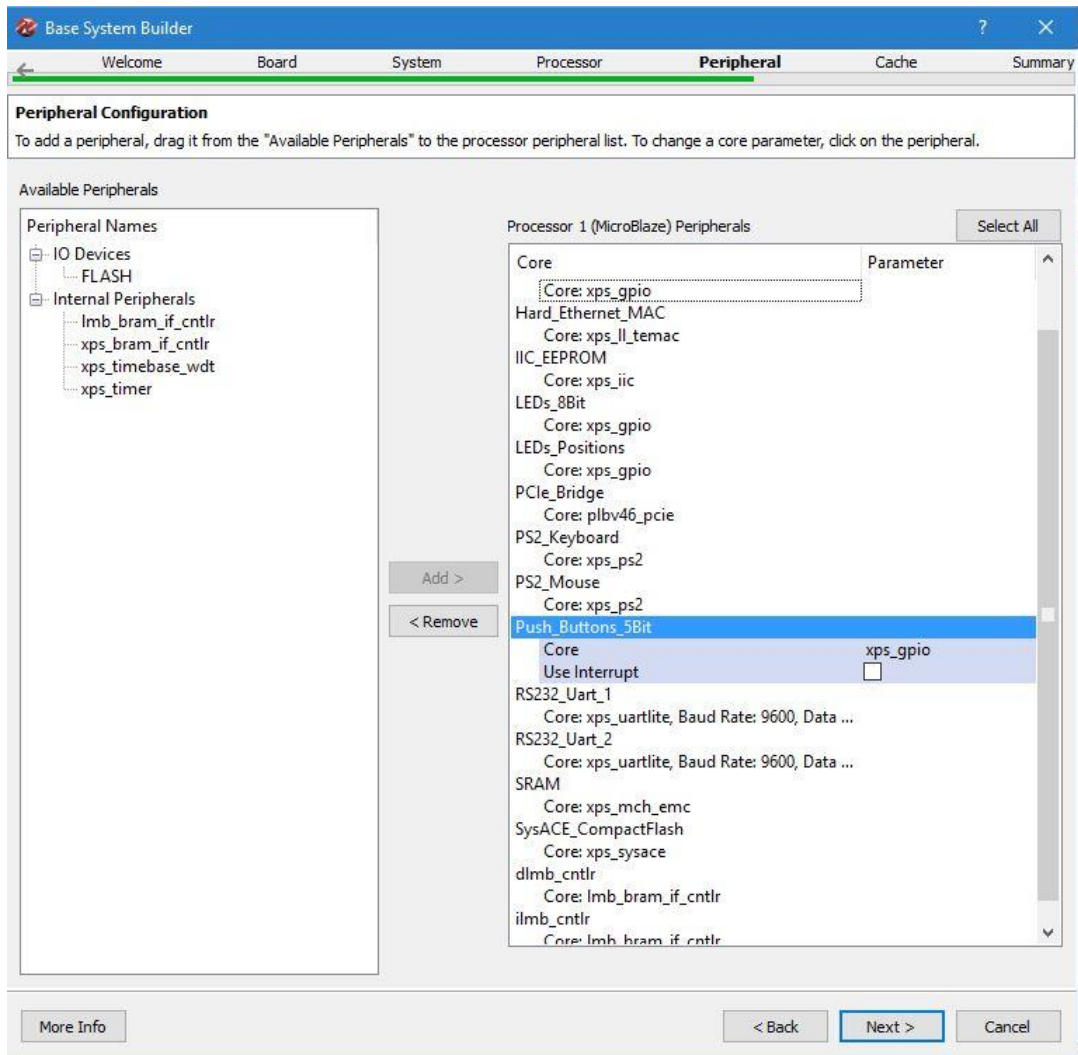 Base System Builder
?
Welcome Board System Processor Peripheral Cache Summary
Peripheral Configuration
To add a peripheral, drag it from the "Available Peripherals" to the processor peripheral list. To change a core parameter, click on the peripheral.
Available Peripherals
Peripheral Names
IO Devices
FLASH
Internal Peripherals
lmb_bram_if_cntlr
xps_bram_if_cntlr
xps_timebase_wdt
xps_timer
Add >
< Remove
Processor 1 (MicroBlaze) Peripherals
Select All
Core Parameter
Core: xps_gpio
Hard_Ethernet_MAC
Core: xps_ll_temac
IIC_EEPROM
Core: xps_iic
LEDs_8Bit
Core: xps_gpio
LEDs_Positions
Core: xps_gpio
PCIe_Bridge
Core: plbv46_pcie
PS2_Keyboard
Core: xps_ps2
PS2_Mouse
Core: xps_ps2
Push_Buttons_5Bit
Core xps_gpio
Use Interrupt
RS232_Uart_1
Core: xps_uartlite, Baud Rate: 9600, Data ...
RS232_Uart_2
Core: xps_uartlite, Baud Rate: 9600, Data ...
SRAM
Core: xps_mch_emc
SysACE_CompactFlash
Core: xps_sysace
dlmb_cntlr
Core: lmb_bram_if_cntlr
ilmb_cntlr
Core: lmb_bram_if_cntlr
More Info
< Back
Next >
Cancel